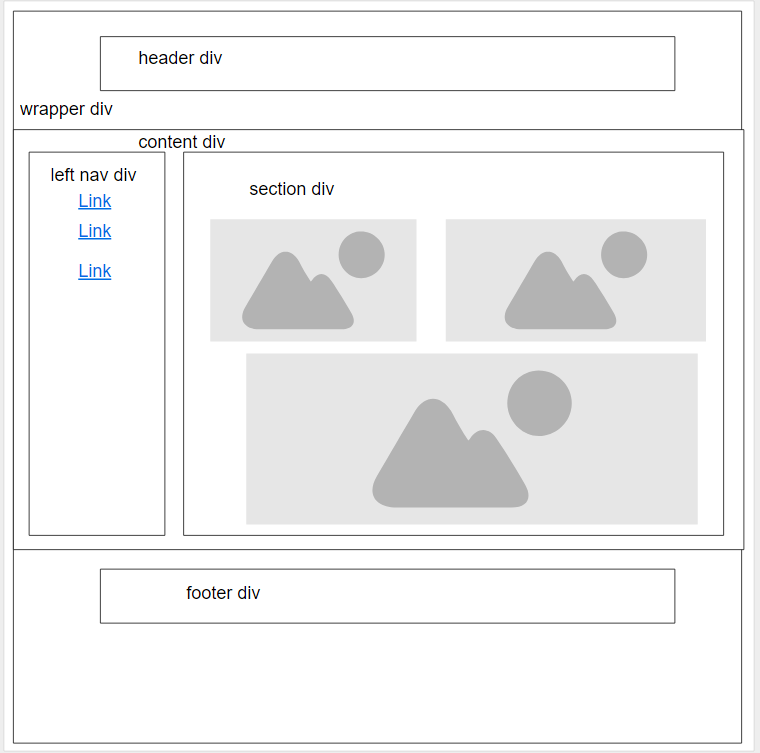 header div
wrapper div
content div
left nav div
Link
Link
Link
section div
footer div